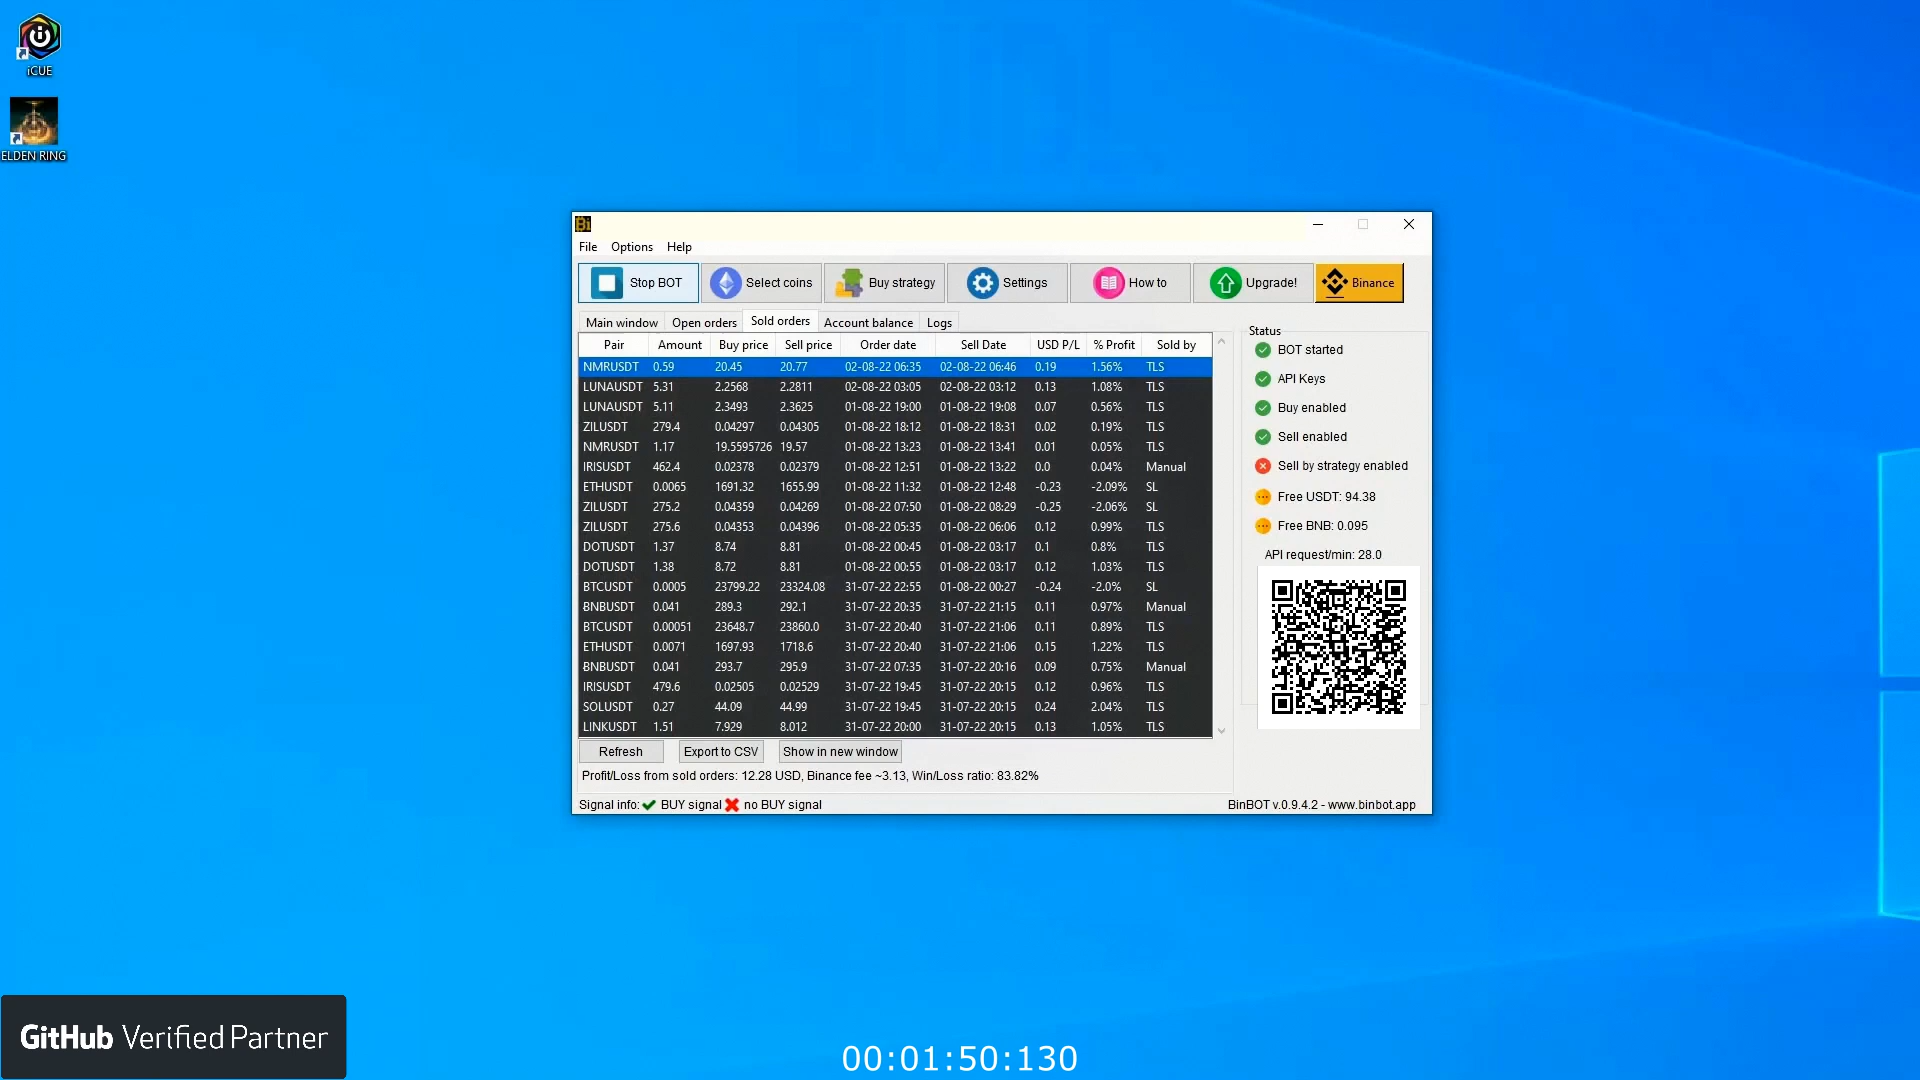 iCUE
ELDEN RING
File Options Help
Stop BOT Select coins Buy strategy Settings How to Upgrade! Binance
Main window Open orders Sold orders Account balance Logs
Pair Amount Buy price Sell price Order date Sell Date USD P/L % Profit Sold by
NMRUSDT 0.59 20.45 20.77 02-08-22 06:35 02-08-22 06:46 0.19 1.56% TLS
LUNAUSDT 5.31 2.2568 2.2811 02-08-22 03:05 02-08-22 03:12 0.13 1.08% TLS
LUNAUSDT 5.11 2.3493 2.3625 01-08-22 19:00 01-08-22 19:08 0.07 0.56% TLS
ZILUSDT 279.4 0.04297 0.04305 01-08-22 18:12 01-08-22 18:31 0.02 0.19% TLS
NMRUSDT 1.17 19.5595726 19.57 01-08-22 13:23 01-08-22 13:41 0.01 0.05% TLS
IRISUSDT 462.4 0.02378 0.02379 01-08-22 12:51 01-08-22 13:22 0.0 0.04% Manual
ETHUSDT 0.0065 1691.32 1655.99 01-08-22 11:32 01-08-22 12:48 -0.23 -2.09% SL
ZILUSDT 275.2 0.04359 0.04269 01-08-22 07:50 01-08-22 08:29 -0.25 -2.06% SL
ZILUSDT 275.6 0.04353 0.04396 01-08-22 05:35 01-08-22 06:06 0.12 0.99% TLS
DOTUSDT 1.37 8.74 8.81 01-08-22 00:45 01-08-22 03:17 0.1 0.8% TLS
DOTUSDT 1.38 8.72 8.81 01-08-22 00:55 01-08-22 03:17 0.12 1.03% TLS
BTCUSDT 0.0005 23799.22 23324.08 31-07-22 22:55 01-08-22 00:27 -0.24 -2.0% SL
BNBUSDT 0.041 289.3 292.1 31-07-22 20:35 31-07-22 21:15 0.11 0.97% Manual
BTCUSDT 0.00051 23648.7 23860.0 31-07-22 20:40 31-07-22 21:06 0.11 0.89% TLS
ETHUSDT 0.0071 1697.93 1718.6 31-07-22 20:40 31-07-22 21:06 0.15 1.22% TLS
BNBUSDT 0.041 293.7 295.9 31-07-22 07:35 31-07-22 20:16 0.09 0.75% Manual
IRISUSDT 479.6 0.02505 0.02529 31-07-22 19:45 31-07-22 20:15 0.12 0.96% TLS
SOLUSDT 0.27 44.09 44.99 31-07-22 19:45 31-07-22 20:15 0.24 2.04% TLS
LINKUSDT 1.51 7.929 8.012 31-07-22 20:00 31-07-22 20:15 0.13 1.05% TLS
Refresh Export to CSV Show in new window
Profit/Loss from sold orders: 12.28 USD, Binance fee ~3.13, Win/Loss ratio: 83.82%
Status
BOT started
API Keys
Buy enabled
Sell enabled
Sell by strategy enabled
Free USDT: 94.38
Free BNB: 0.095
API request/min: 28.0
Signal info: BUY signal no BUY signal
BinBOT v.0.9.4.2 - www.binbot.app
GitHub Verified Partner
00:01:50:130